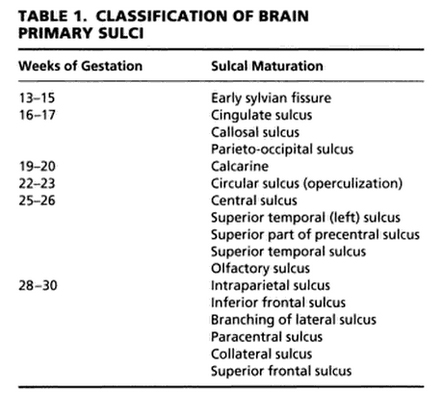 TABLE 1. CLASSIFICATION OF BRAIN
PRIMARY SULCI
Weeks of Gestation Sulcal Maturation
13–15 Early sylvian fissure
16–17 Cingulate sulcus
Callosal sulcus
Parieto-occipital sulcus
19–20 Calcarine
22–23 Circular sulcus (operculization)
25–26 Central sulcus
Superior temporal (left) sulcus
Superior part of precentral sulcus
Superior temporal sulcus
Olfactory sulcus
28–30 Intraparietal sulcus
Inferior frontal sulcus
Branching of lateral sulcus
Paracentral sulcus
Collateral sulcus
Superior frontal sulcus